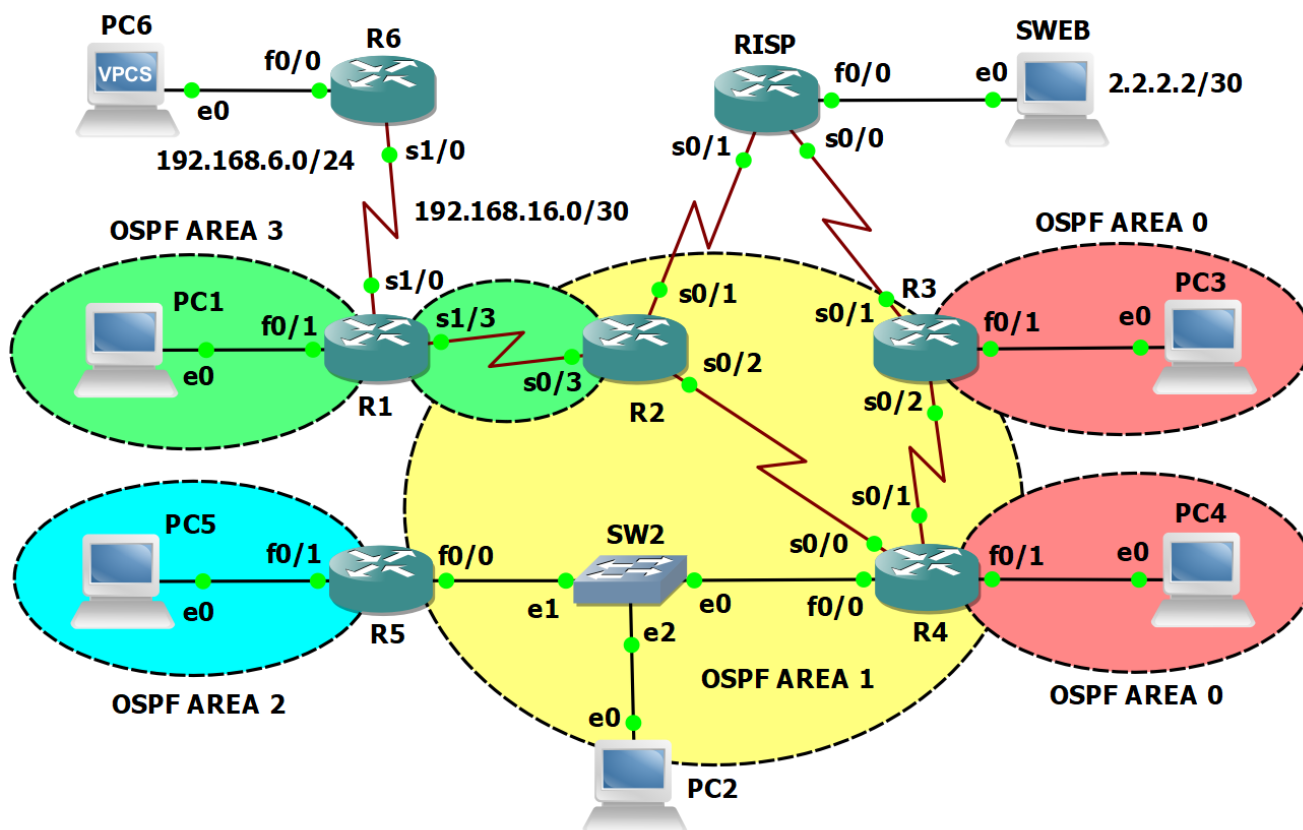 PC6
R6
RISP
SWEB
VPCS
f0/0
e0
f0/0
e0
2.2.2.2/30
s0/1
s0/0
192.168.6.0/24
s1/0
192.168.16.0/30
OSPF AREA 3
OSPF AREA 0
s1/0
s0/1
R3
PC1
f0/1
s1/3
s0/1
f0/1
e0
PC3
e0
s0/3
s0/2
R1
R2
s0/2
PC5
f0/1
f0/0
SW2
s0/1
s0/0
f0/1
PC4
e0
e0
e1
e0
f0/0
R5
e2
R4
OSPF AREA 2
OSPF AREA 1
OSPF AREA 0
e0
PC2